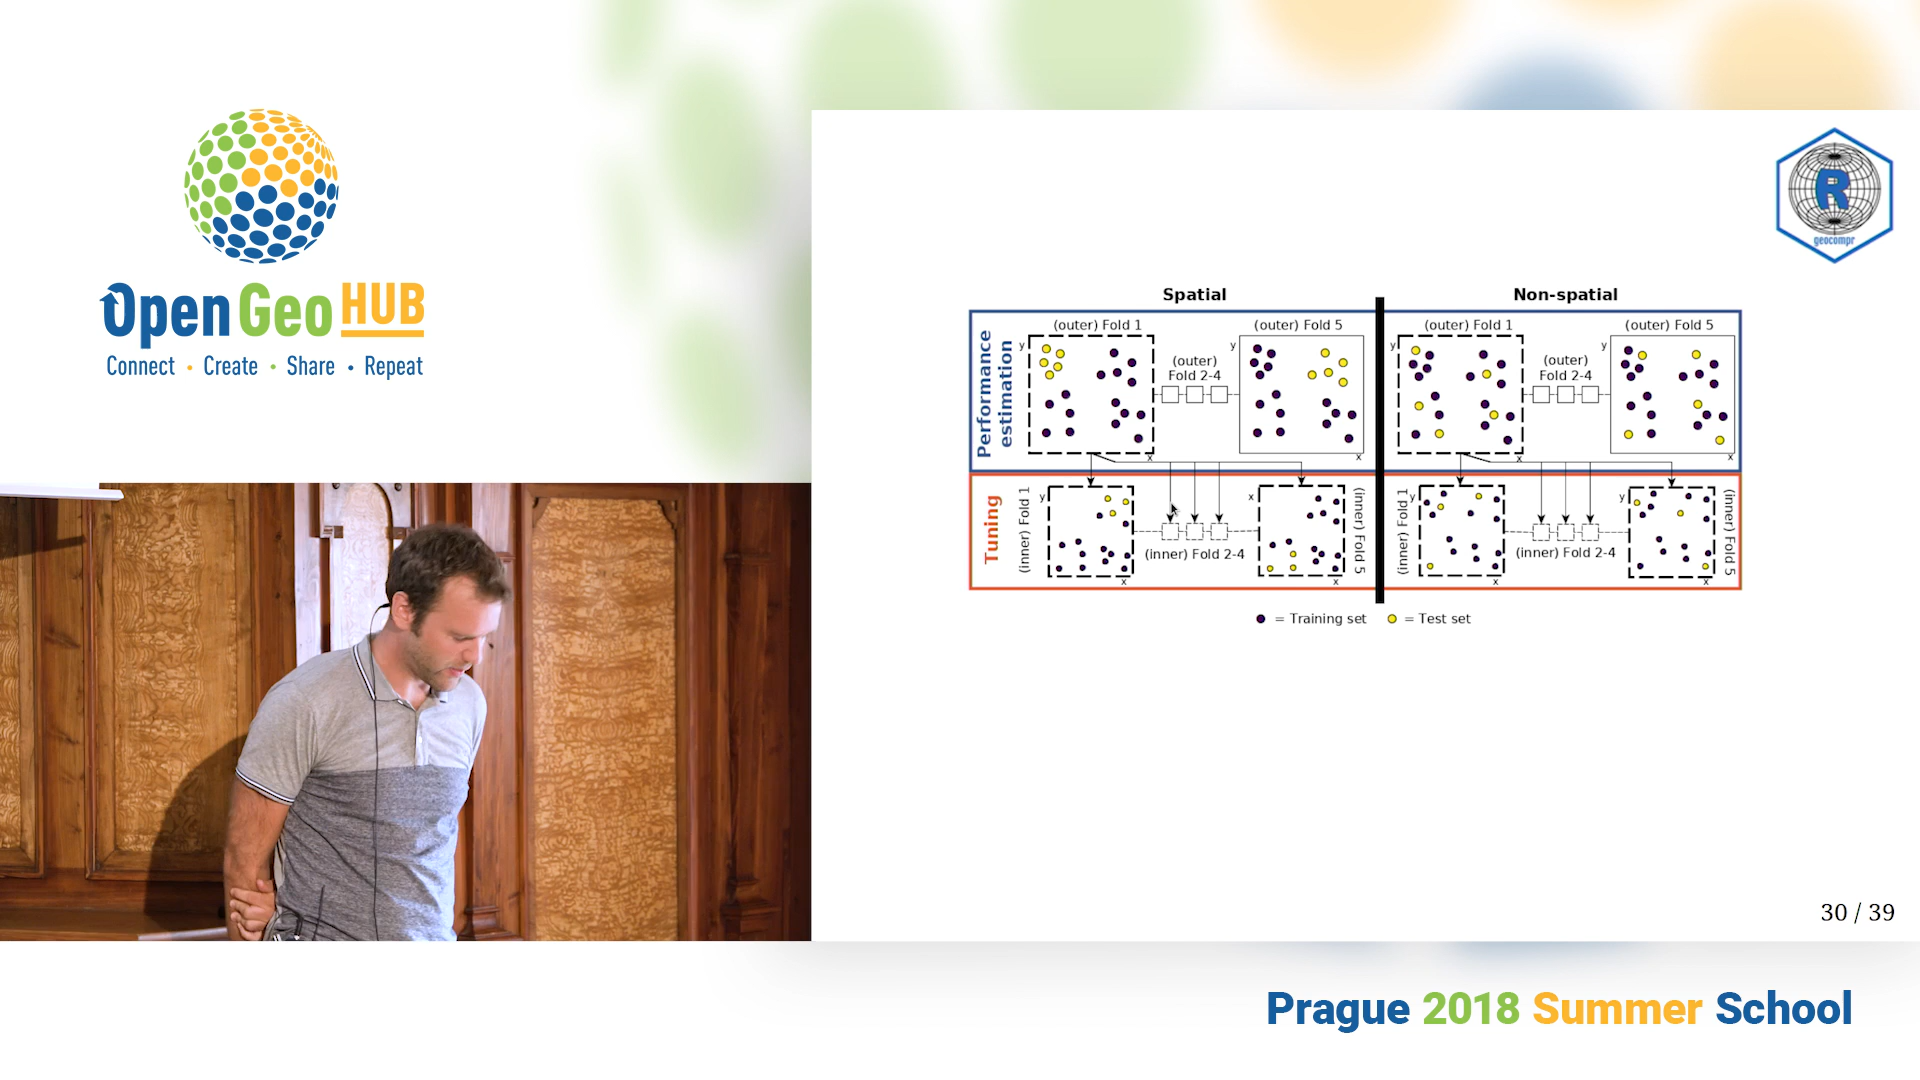 Open Geo HUB
Connect • Create • Share • Repeat
R
geocompr
Spatial
Non-spatial
Performance
estimation
(outer) Fold 1
(outer)
Fold 2-4
(outer) Fold 5
(outer) Fold 1
(outer)
Fold 2-4
(outer) Fold 5
y
x
y
x
y
x
y
x
Tuning
(inner) Fold 1
(inner) Fold 2-4
(inner) Fold 5
(inner) Fold 1
(inner) Fold 2-4
(inner) Fold 5
y
x
x
x
y
x
y
x
= Training set
= Test set
30 / 39
Prague 2018 Summer School